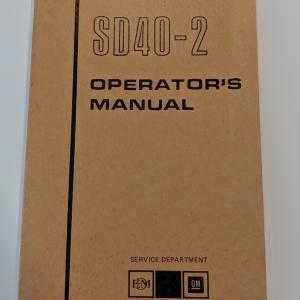 SD40-2
OPERATOR'S
MANUAL
SERVICE DEPARTMENT
EMD
GM